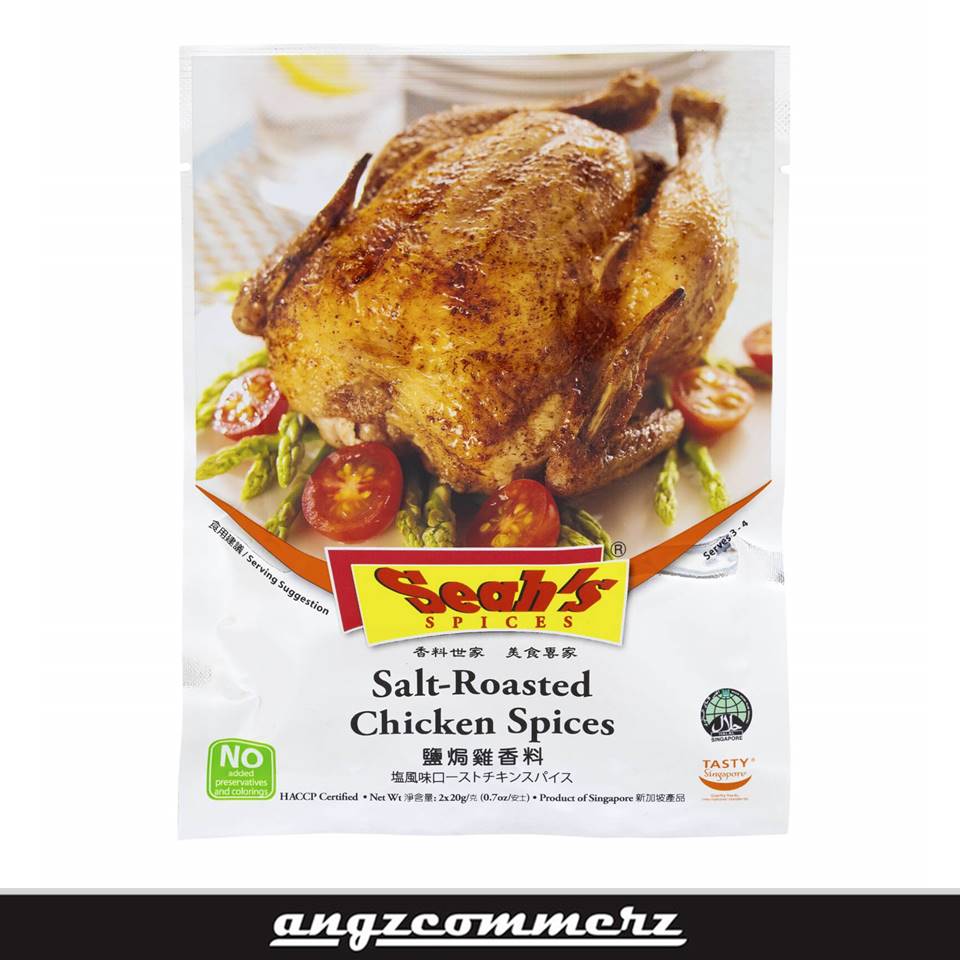 食用建議 / Serving Suggestion
Serves 3 - 4
Seah's ®
SPICES
香料世家 美食專家
Salt-Roasted
Chicken Spices
鹽焗雞香料
塩風味ローストチキンスパイス
NO
added
preservatives
and colorings
حلال
SINGAPORE
TASTY®
Singapore
HACCP Certified • Net Wt 淨含量: 2x20g/克 (0.7oz/安士) • Product of Singapore 新加坡產品
angzcommerz